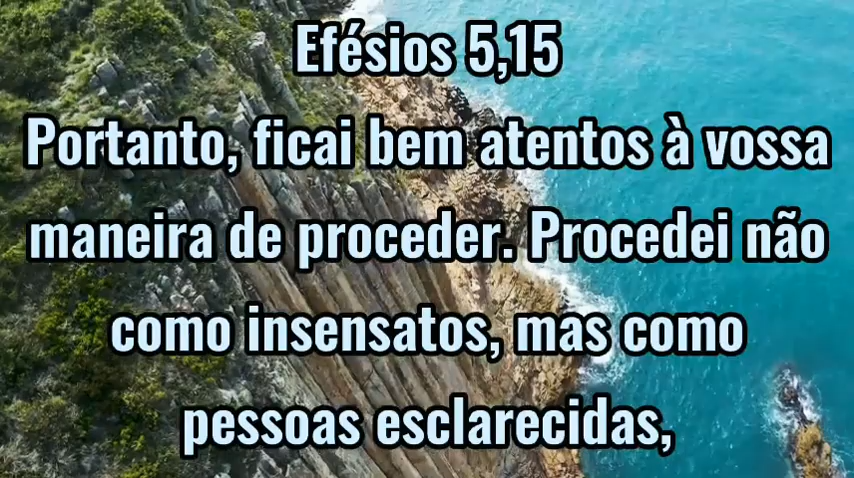 Efésios 5,15
Portanto, ficai bem atentos à vossa
maneira de proceder. Procedei não
como insensatos, mas como
pessoas esclarecidas,